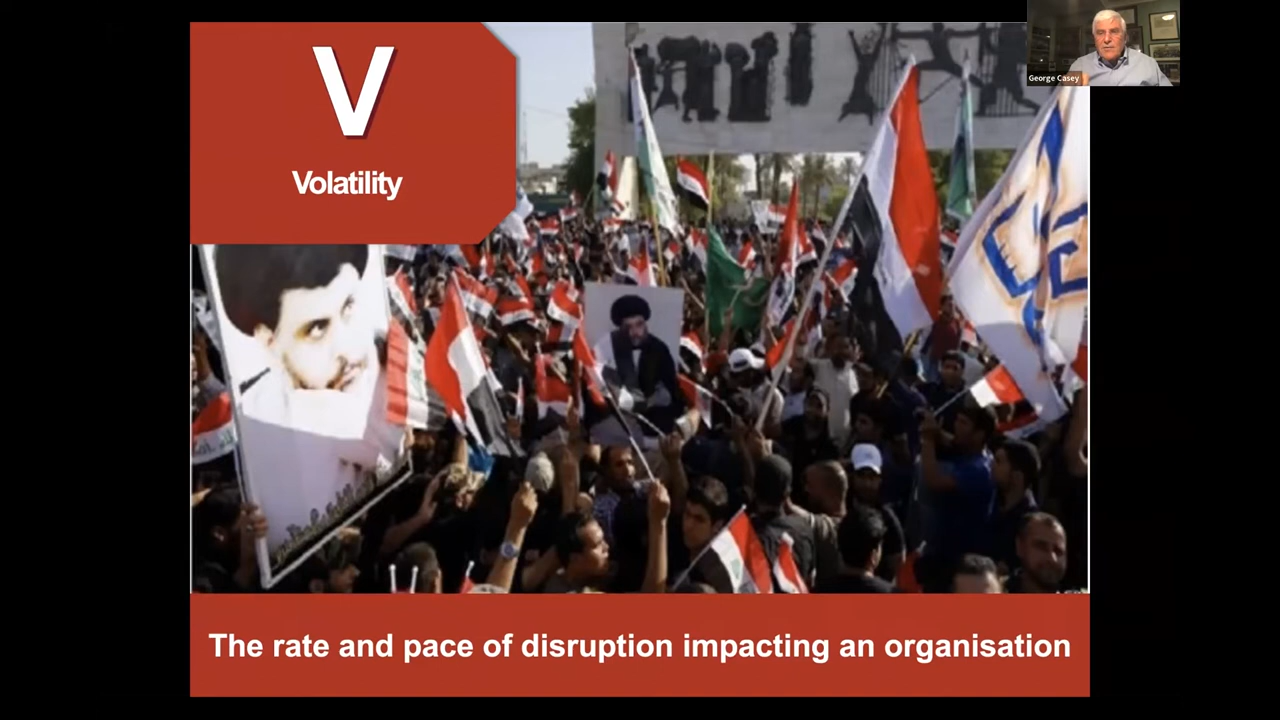 V
Volatility
George Casey
The rate and pace of disruption impacting an organisation